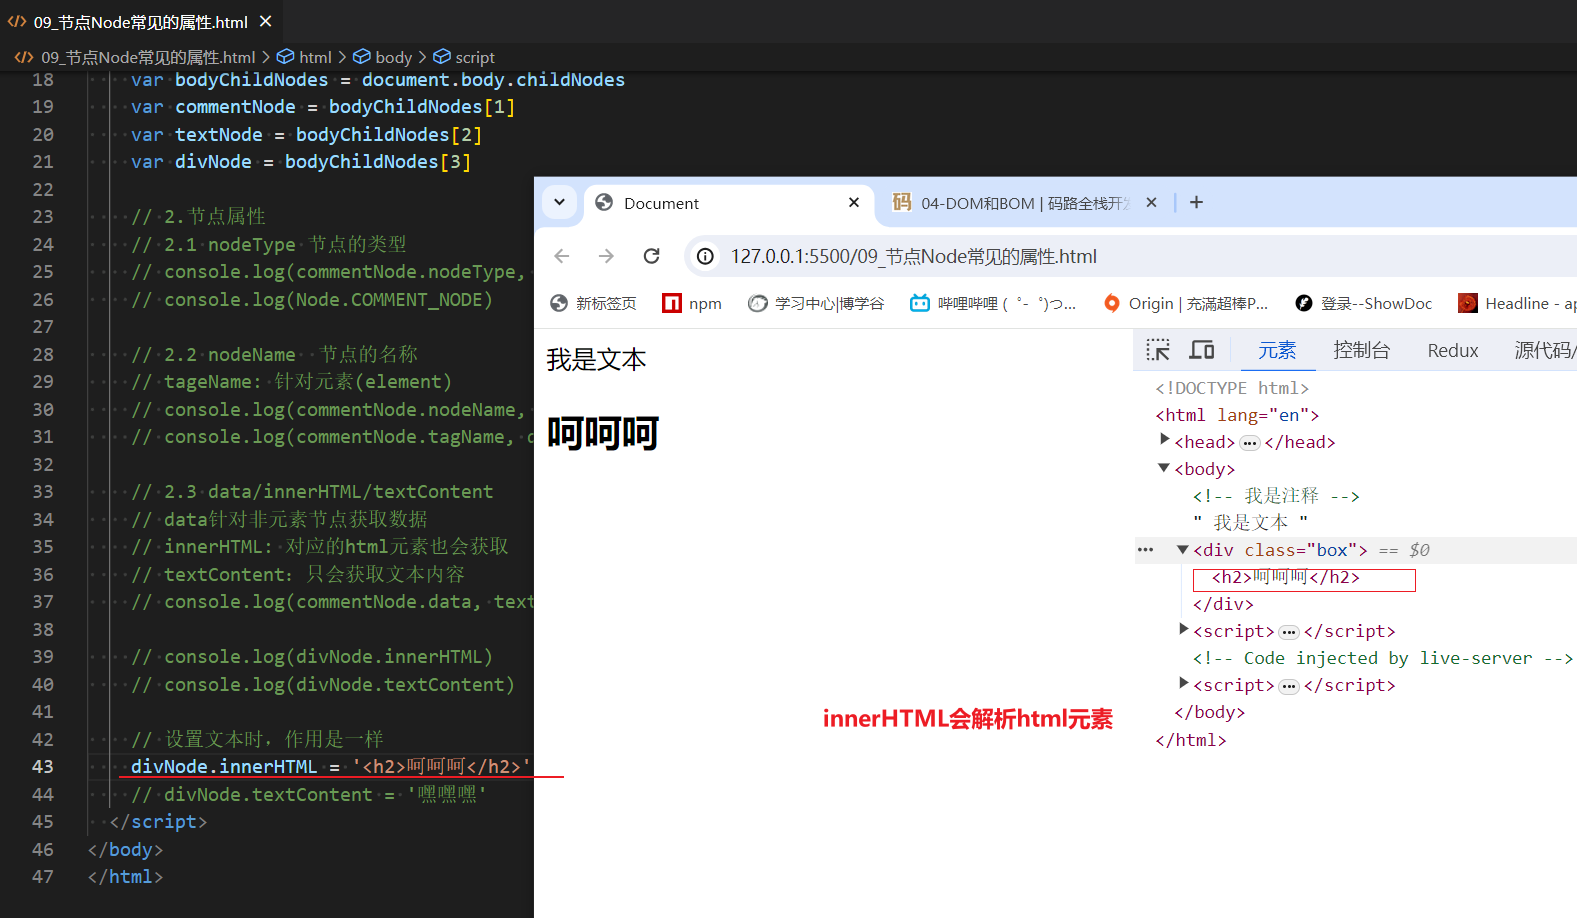 09_节点Node常见的属性.html
09_节点Node常见的属性.html > html > body > script
18 var bodyChildNodes = document.body.childNodes
19 var commentNode = bodyChildNodes[1]
20 var textNode = bodyChildNodes[2]
21 var divNode = bodyChildNodes[3]
22
23 // 2.节点属性
24 // 2.1 nodeType 节点的类型
25 // console.log(commentNode.nodeType,
26 // console.log(Node.COMMENT_NODE)
27
28 // 2.2 nodeName  节点的名称
29 // tageName: 针对元素(element)
30 // console.log(commentNode.nodeName,
31 // console.log(commentNode.tagName,
32
33 // 2.3 data/innerHTML/textContent
34 // data针对非元素节点获取数据
35 // innerHTML: 对应的html元素也会获取
36 // textContent: 只会获取文本内容
37 // console.log(commentNode.data, text
38
39 // console.log(divNode.innerHTML)
40 // console.log(divNode.textContent)
41
42 // 设置文本时, 作用是一样
43 divNode.innerHTML = '<h2>呵呵呵</h2>'
44 // divNode.textContent = '嘿嘿嘿'
45 </script>
46 </body>
47 </html>
Document
码 04-DOM和BOM | 码路全栈开发
127.0.0.1:5500/09_节点Node常见的属性.html
新标签页 npm 学习中心|博学谷 哔哩哔哩 ( ゜- ゜)つ... Origin | 充满超棒P... 登录--ShowDoc Headline - ap
我是文本
呵呵呵
innerHTML会解析html元素
元素 控制台 Redux 源代码/
<!DOCTYPE html>
<html lang="en">
<head>…</head>
<body>
<!-- 我是注释 -->
" 我是文本 "
<div class="box"> == $0
<h2>呵呵呵</h2>
</div>
<script>…</script>
<!-- Code injected by live-server -->
<script>…</script>
</body>
</html>